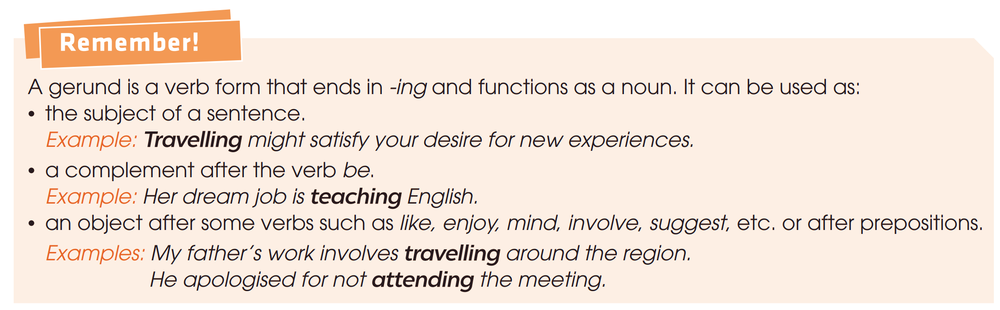 Remember!
A gerund is a verb form that ends in -ing and functions as a noun. It can be used as:
• the subject of a sentence.
Example: Travelling might satisfy your desire for new experiences.
• a complement after the verb be.
Example: Her dream job is teaching English.
• an object after some verbs such as like, enjoy, mind, involve, suggest, etc. or after prepositions.
Examples: My father's work involves travelling around the region.
He apologised for not attending the meeting.